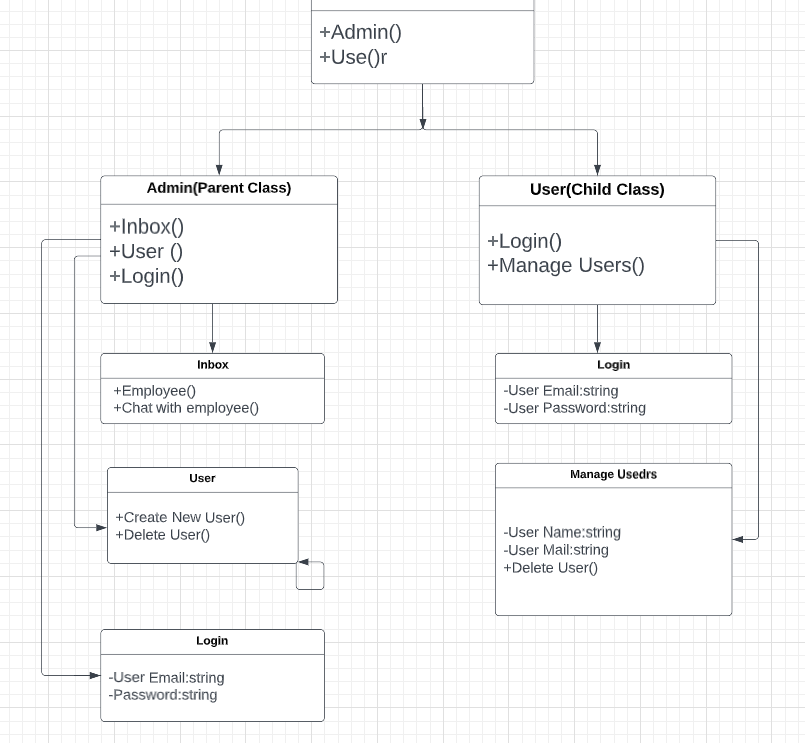 +Admin()
+Use()r
Admin(Parent Class)
+Inbox()
+User ()
+Login()
User(Child Class)
+Login()
+Manage Users()
Inbox
+Employee()
+Chat with employee()
Login
-User Email:string
-User Password:string
User
+Create New User()
+Delete User()
Manage Usedrs
-User Name:string
-User Mail:string
+Delete User()
Login
-User Email:string
-Password:string